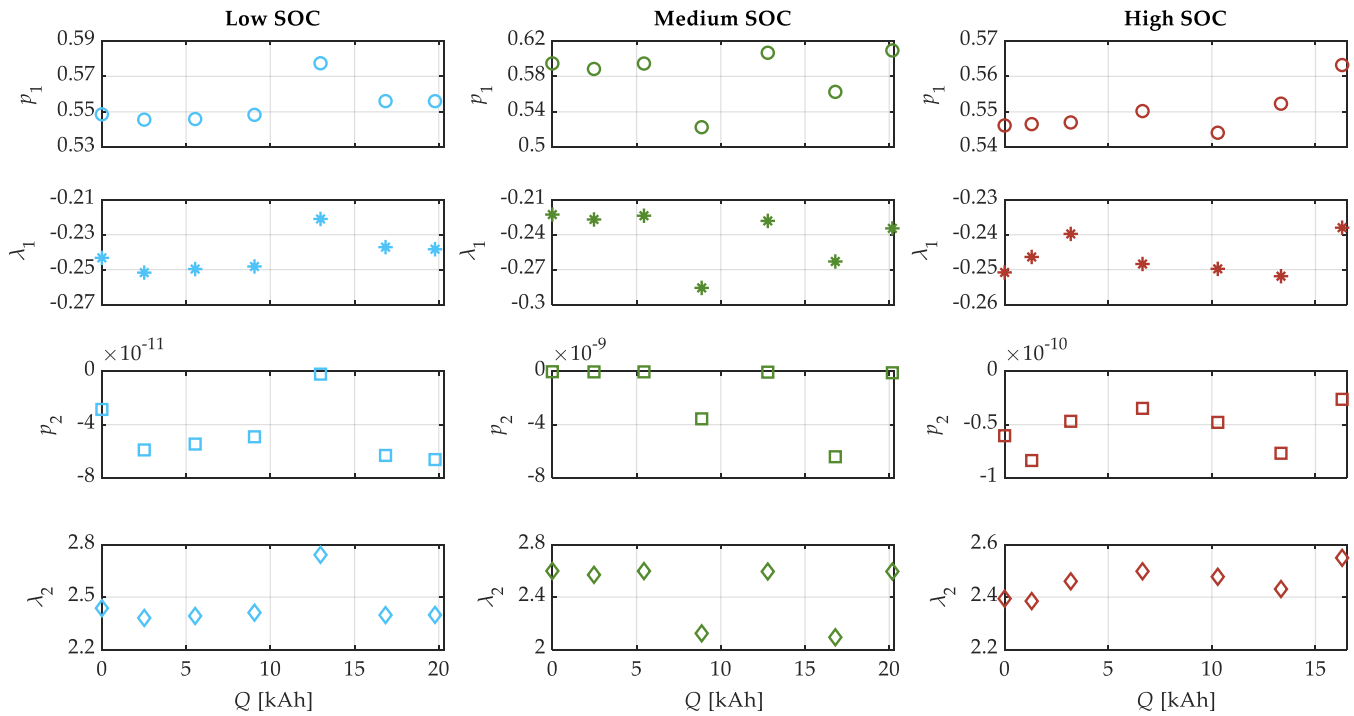 Low SOC
Medium SOC
High SOC
0.59
0.57
0.55
0.53
p1
0.62
0.58
0.54
0.5
p1
0.57
0.56
0.55
0.54
p1
-0.21
-0.23
-0.25
-0.27
λ1
-0.21
-0.24
-0.27
-0.3
λ1
-0.23
-0.24
-0.25
-0.26
λ1
×10-11
0
-4
-8
p2
×10-9
0
-4
-8
p2
×10-10
0
-0.5
-1
p2
2.8
2.5
2.2
λ2
0 5 10 15 20
Q [kAh]
2.8
2.4
2
λ2
0 5 10 15 20
Q [kAh]
2.6
2.4
2.2
λ2
0 5 10 15
Q [kAh]